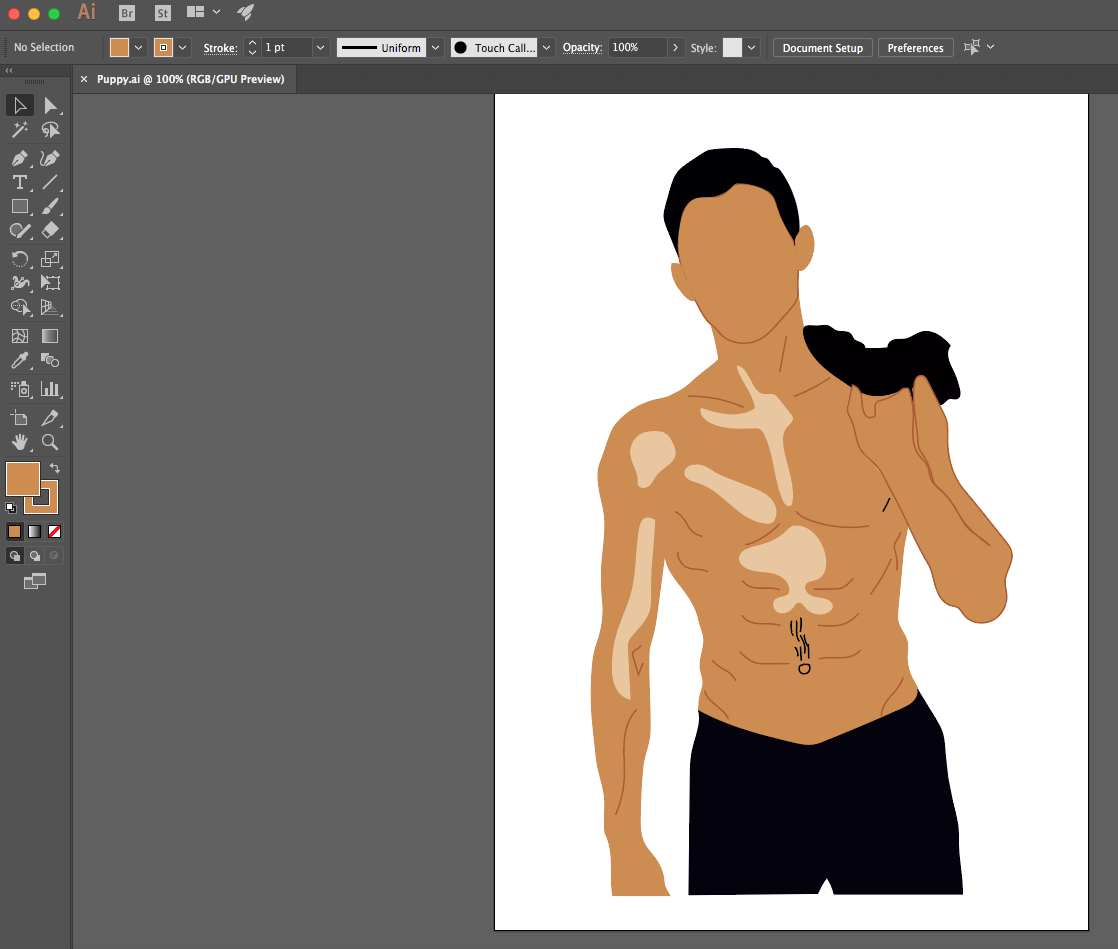 Ai Br St
No Selection Stroke: 1 pt Uniform Touch Call... Opacity: 100% Style: Document Setup Preferences
Puppy.ai @ 100% (RGB/GPU Preview)
T